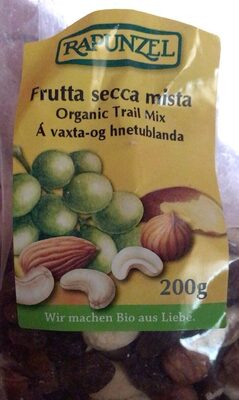 RAPUNZEL
Frutta secca mista
Organic Trail Mix
Á vaxta-og hnetublanda
200g
Wir machen Bio aus Liebe.